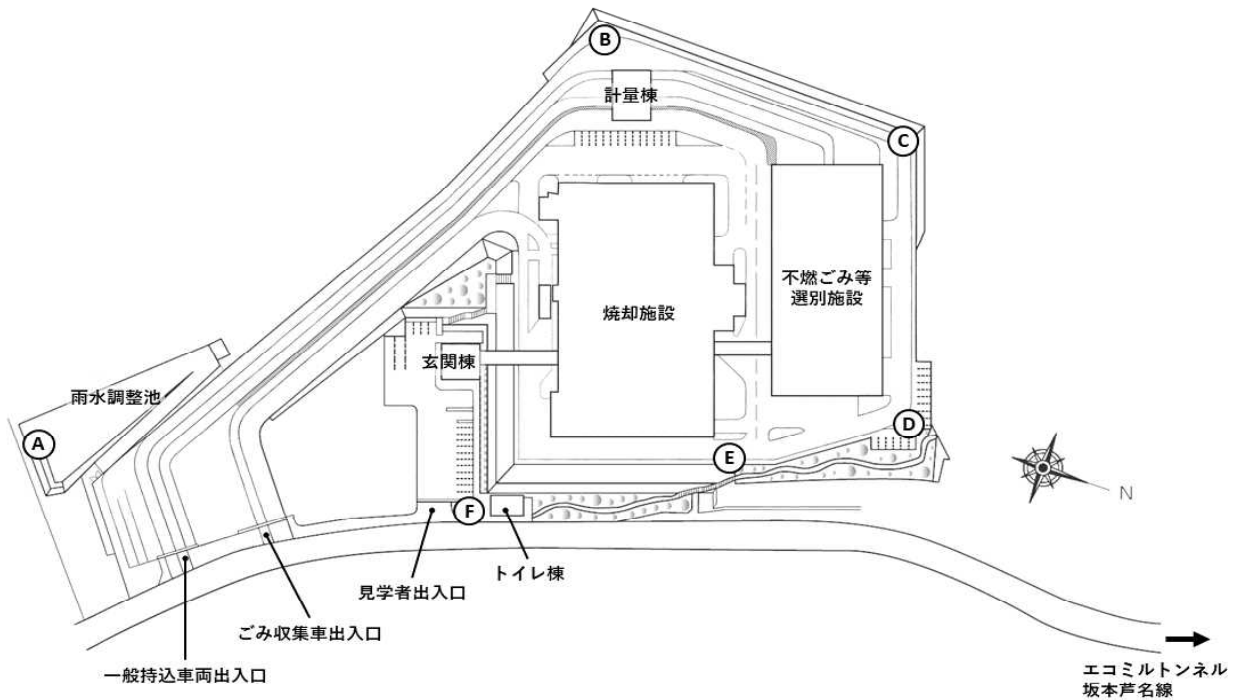 B
計量棟
C
不燃ごみ等
選別施設
焼却施設
玄関棟
雨水調整池
A
D
E
N
F
トイレ棟
見学者出入口
ごみ収集車出入口
一般持込車両出入口
エコミルトンネル
坂本芦名線